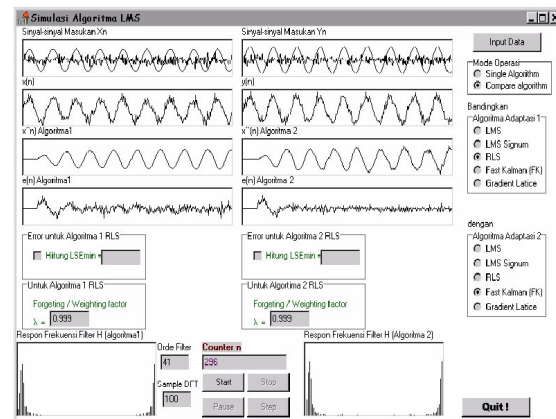 Simulasi Algoritma LMS
Sinyal-sinyal Masukan Xn
Sinyal-sinyal Masukan Yn
x(n)
y(n)
x^(n) Algoritma1
x^(n) Algoritma 2
e(n) Algoritma1
e(n) Algoritma 2
Error untuk Algoritma 1 RLS
Hitung LSEmin =
Error untuk Algoritma 2 RLS
Hitung LSEmin =
Untuk Algoritma 1 RLS
Forgeting / Weighting factor
λ = 0.999
Untuk Algoritma 2 RLS
Forgeting / Weighting factor
λ = 0.999
Respon Frekuensi Filter H (algoritma1)
Orde Filter
41
Sample DFT
100
Counter n
296
Start
Stop
Pause
Step
Respon Frekuensi Filter H (Algoritma 2)
Input Data
Mode Operasi
Single Algorithm
Compare algorithm
Bandingkan
Algoritma Adaptasi 1
LMS
LMS Signum
RLS
Fast Kalman (FK)
Gradient Latice
dengan
Algoritma Adaptasi 2
LMS
LMS Signum
RLS
Fast Kalman (FK)
Gradient Latice
Quit !